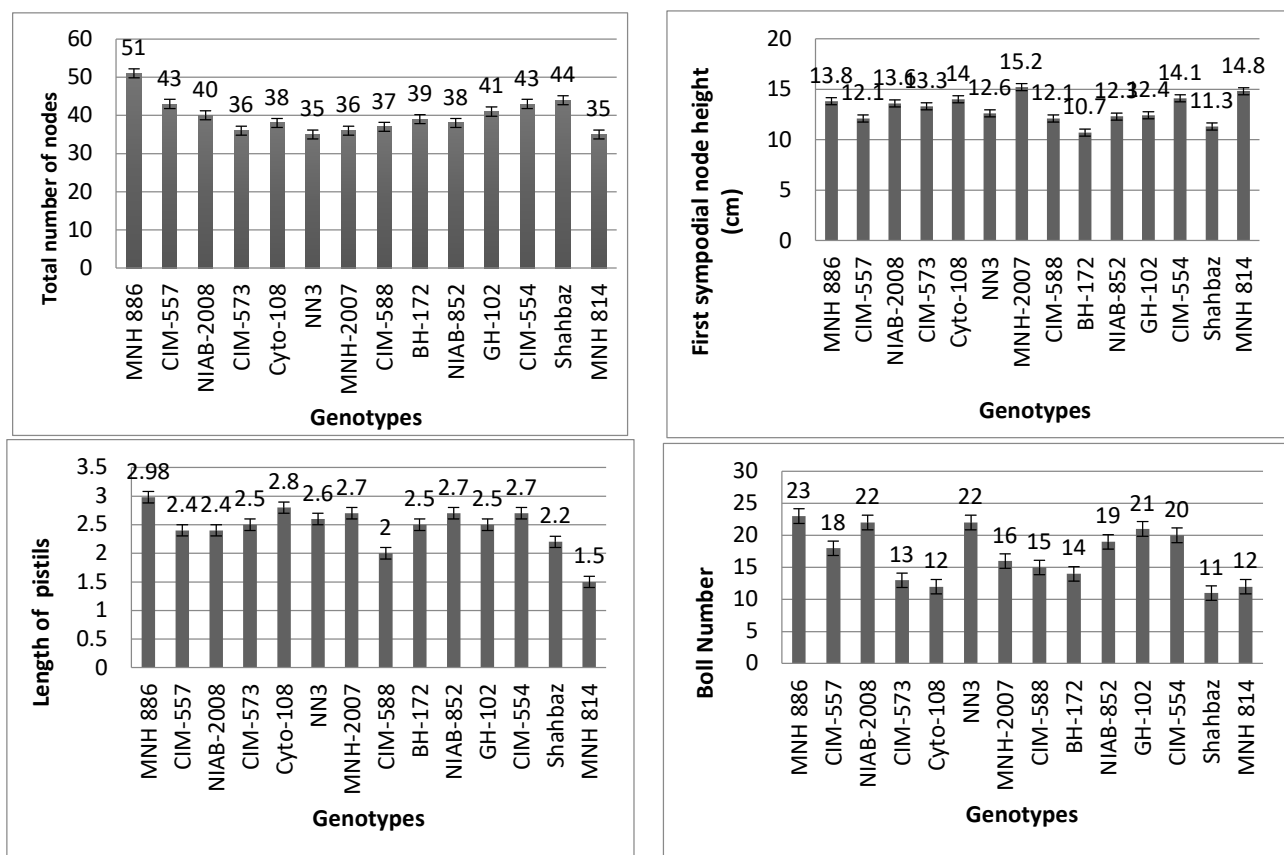 60
50
40
30
20
10
0
Total number of nodes
51
43
40
36
38
35
36
37
39
38
41
43
44
35
MNH 886
CIM-557
NIAB-2008
CIM-573
Cyto-108
NN3
MNH-2007
CIM-588
BH-172
NIAB-852
GH-102
CIM-554
Shahbaz
MNH 814
Genotypes
20
15
10
5
0
First sympodial node height
(cm)
13.8
12.1
13.6
13.3
14
12.6
15.2
12.1
10.7
12.3
12.4
14.1
11.3
14.8
MNH 886
CIM-557
NIAB-2008
CIM-573
Cyto-108
NN3
MNH-2007
CIM-588
BH-172
NIAB-852
GH-102
CIM-554
Shahbaz
MNH 814
Genotypes
3.5
3
2.5
2
1.5
1
0.5
0
Length of pistils
2.98
2.4
2.4
2.5
2.8
2.6
2.7
2
2.5
2.7
2.5
2.7
2.2
1.5
MNH 886
CIM-557
NIAB-2008
CIM-573
Cyto-108
NN3
MNH-2007
CIM-588
BH-172
NIAB-852
GH-102
CIM-554
Shahbaz
MNH 814
Genotypes
30
25
20
15
10
5
0
Boll Number
23
18
22
13
12
22
16
15
14
19
21
20
11
12
MNH 886
CIM-557
NIAB-2008
CIM-573
Cyto-108
NN3
MNH-2007
CIM-588
BH-172
NIAB-852
GH-102
CIM-554
Shahbaz
MNH 814
Genotypes